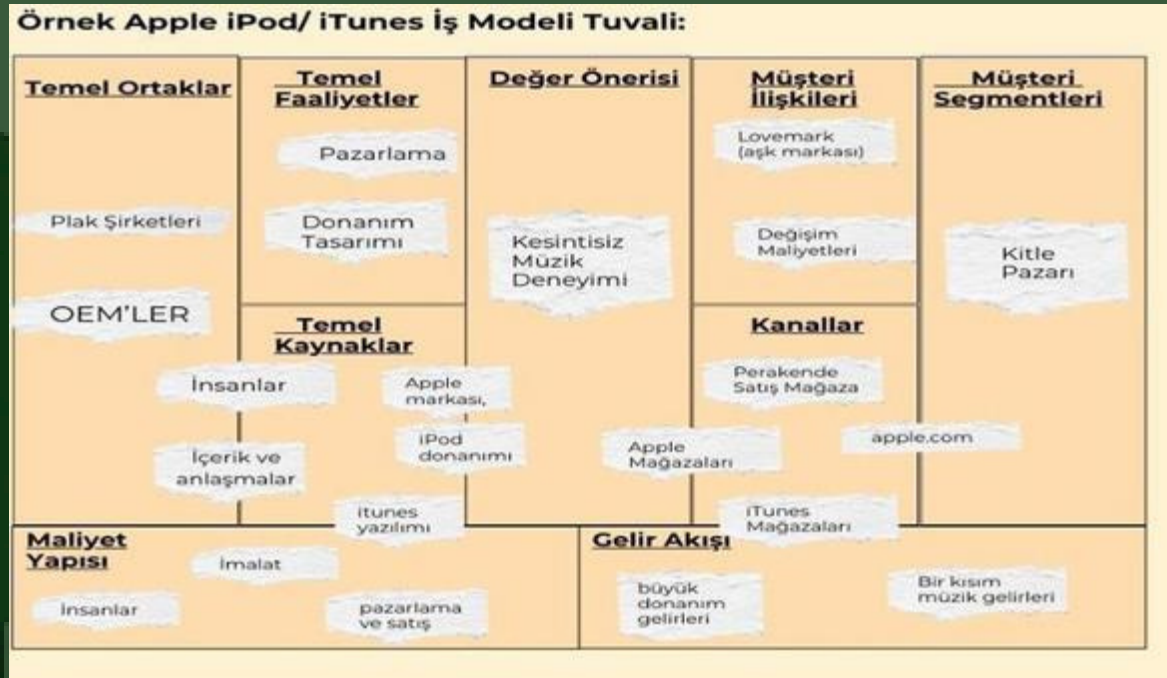 Örnek Apple iPod/ iTunes İş Modeli Tuvali:
Temel Ortaklar
Plak Şirketleri
OEM'LER
Temel
Faaliyetler
Pazarlama
Donanım
Tasarımı
Temel
Kaynaklar
İnsanlar
Apple
markası,
iPod
donanımı
İçerik ve
anlaşmalar
itunes
yazılımı
Değer Önerisi
Kesintisiz
Müzik
Deneyimi
Müşteri
İlişkileri
Lovemark
(aşk markası)
Değişim
Maliyetleri
Kanallar
Perakende
Satış Mağaza
Apple
Mağazaları
apple.com
iTunes
Mağazaları
Müşteri
Segmentleri
Kitle
Pazarı
Maliyet
Yapısı
İmalat
İnsanlar
pazarlama
ve satış
Gelir Akışı
büyük
donanım
gelirleri
Bir kısım
müzik gelirleri